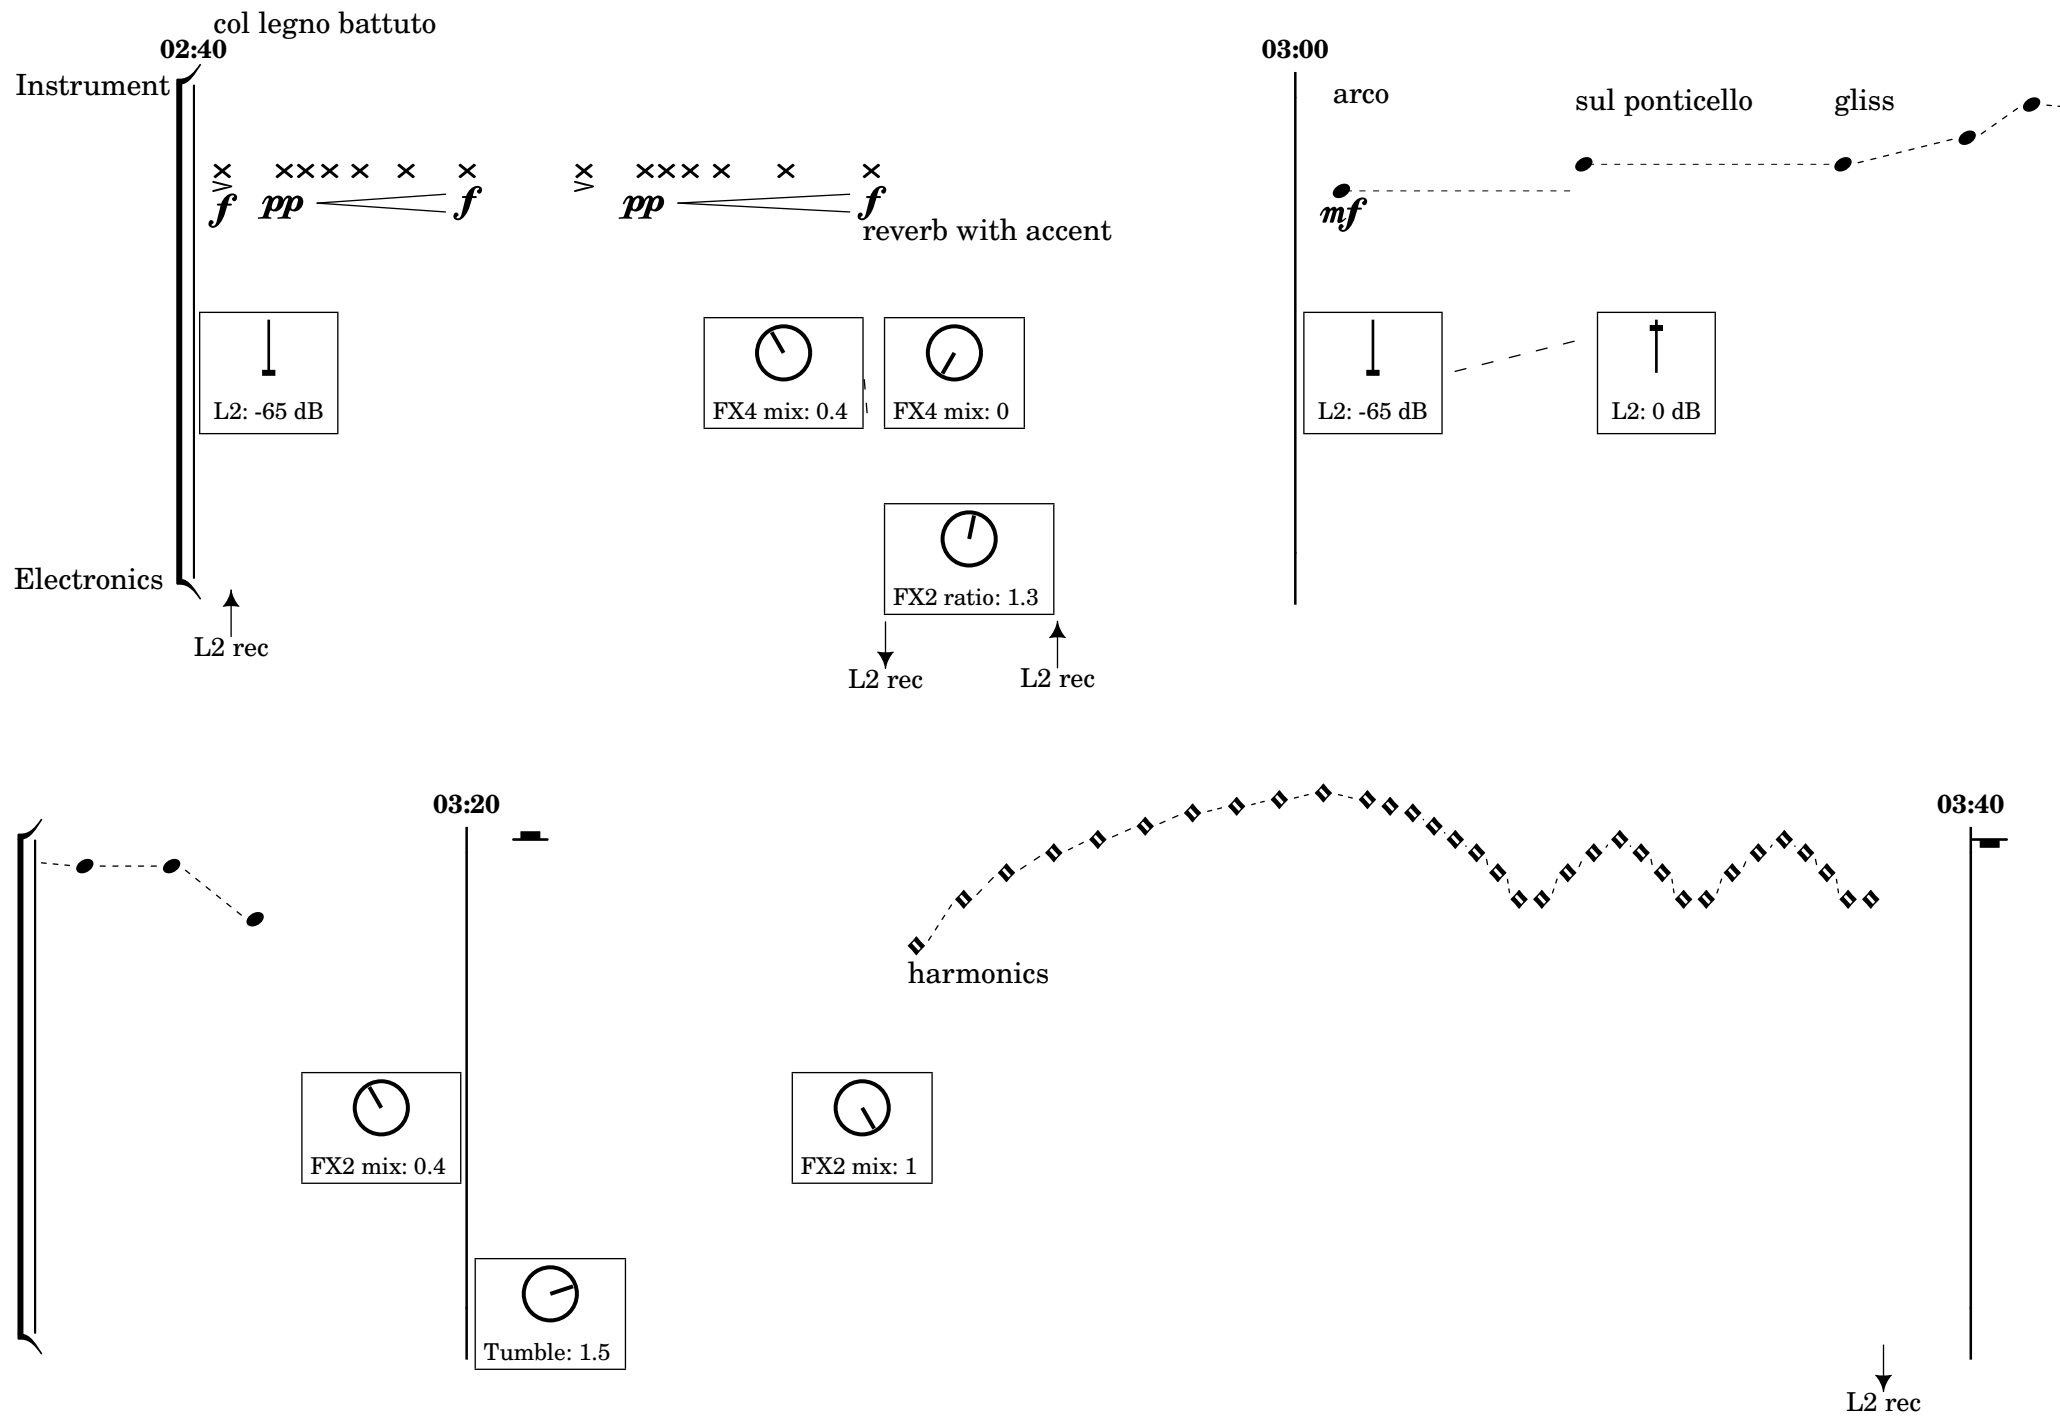 col legno battuto
02:40
03:00
Instrument
arco
sul ponticello
gliss
f pp f pp f
mf
reverb with accent
L2: -65 dB
FX4 mix: 0.4
FX4 mix: 0
L2: -65 dB
L2: 0 dB
Electronics
FX2 ratio: 1.3
L2 rec
L2 rec
L2 rec
03:20
03:40
harmonics
FX2 mix: 0.4
FX2 mix: 1
Tumble: 1.5
L2 rec